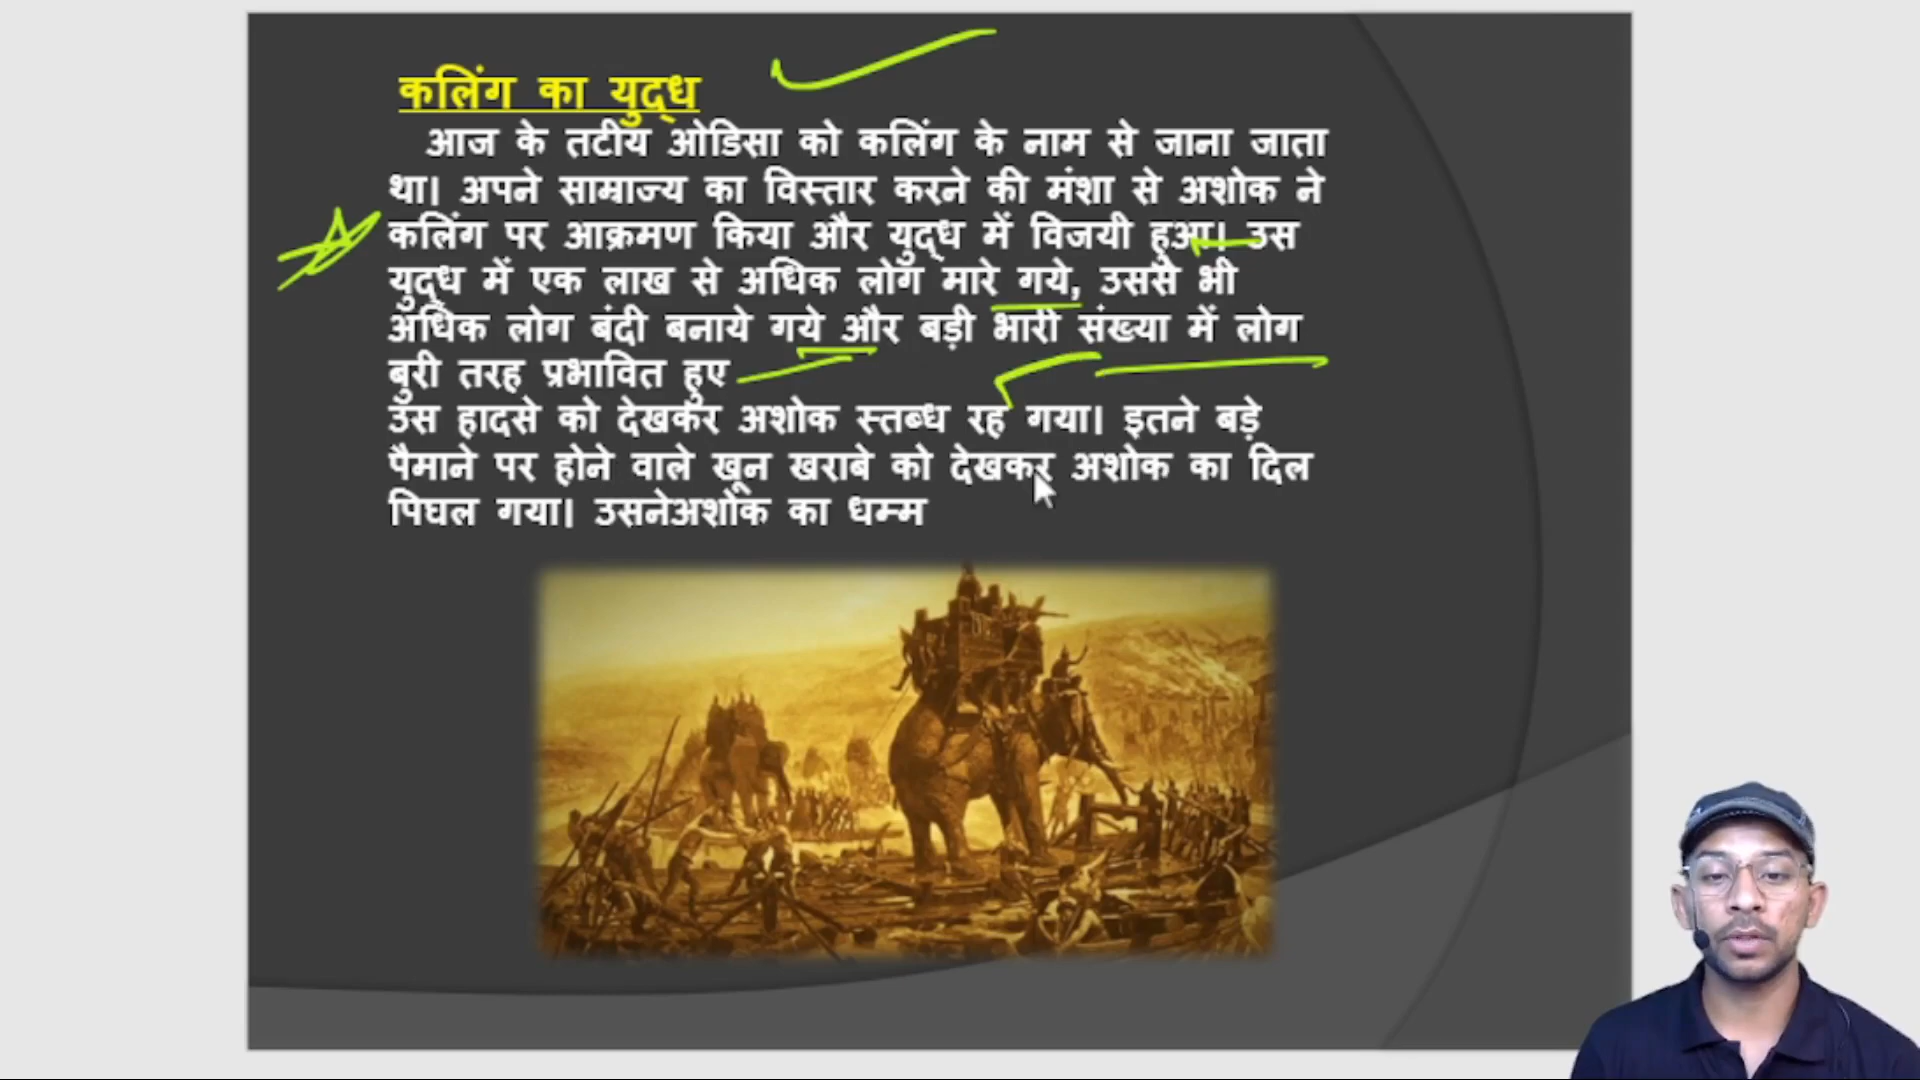 कलिंग का युद्ध
आज के तटीय ओडिसा को कलिंग के नाम से जाना जाता
था। अपने साम्राज्य का विस्तार करने की मंशा से अशोक ने
कलिंग पर आक्रमण किया और युद्ध में विजयी हुआ। उस
युद्ध में एक लाख से अधिक लोग मारे गये, उससे भी
अधिक लोग बंदी बनाये गये और बड़ी भारी संख्या में लोग
बुरी तरह प्रभावित हुए
उस हादसे को देखकर अशोक स्तब्ध रह गया। इतने बड़े
पैमाने पर होने वाले खून खराबे को देखकर अशोक का दिल
पिघल गया। उसनेअशोक का धम्म